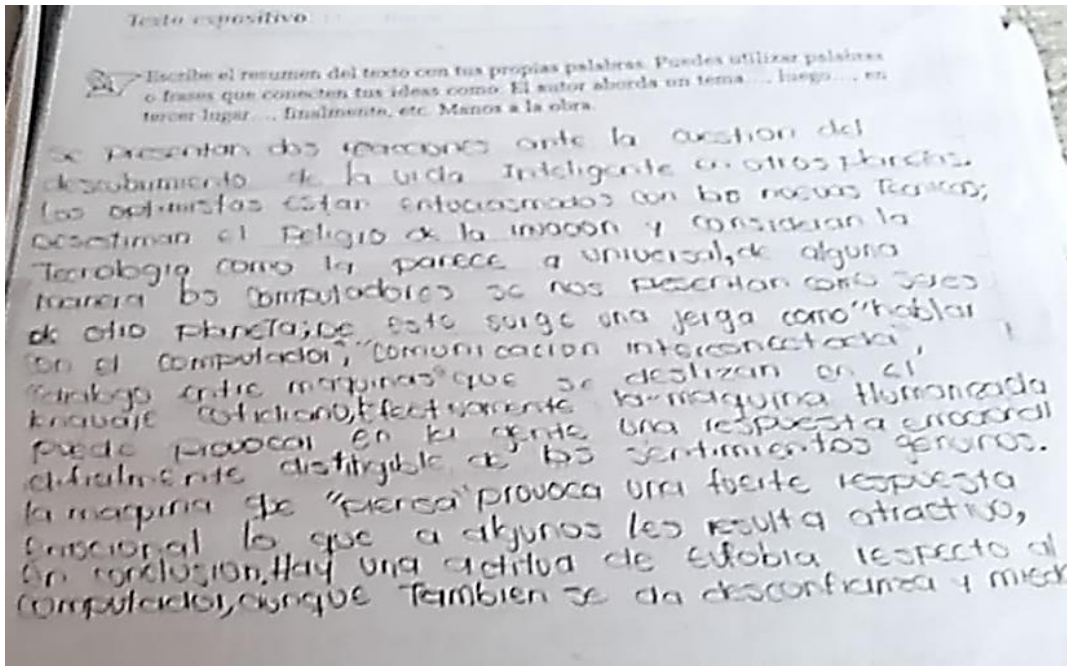 Texto expositivo
Escribe el resumen del texto con tus propias palabras. Puedes utilizar palabras
o frases que conecten tus ideas como: El autor aborda un tema..., luego..., en
tercer lugar..., finalmente, etc. Manos a la obra.
se presentan dos reacciones ante la cuestion del
descubrimiento de la vida Inteligente en otros planetas.
los optimistas estan entuciasmados con las nuevas Tecnicas;
desestiman el Peligro de la invacion y consideran la
Tecnologia como la parece a universal, de alguna
manera los computadores se nos presentan como seres
de otro planeta; De esto surge una jerga como "hablar
con el computador", "comunicacion interconectada",
"dialogo entre maquinas" que se deslizan en el
lenguaje cotidiano, Efectivamente la maquina Humanizada
puede provocar en la gente una respuesta emocional
dificilmente distingible de los sentimientos genuinos.
la maquina que "piensa" provoca una fuerte respuesta
emocional lo que a algunos les resulta atractivo,
en conclusion, Hay una actitud de eufobia respecto al
computador, aunque Tambien se da desconfianza y miedo